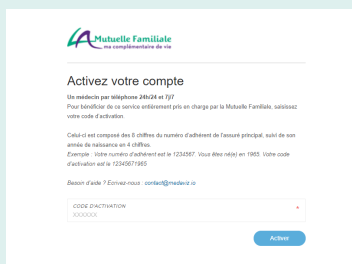 Mutuelle Familiale
ma complémentaire de vie
Activez votre compte
Un médecin par téléphone 24h/24 et 7j/7
Pour bénéficier de ce service entièrement pris en charge par la Mutuelle Familiale, saisissez
votre code d'activation.
Celui-ci est composé des 8 chiffres du numéro d'adhérent de l'assuré principal, suivi de son
année de naissance en 4 chiffres.
Exemple : Votre numéro d'adhérent est le 1234567. Vous êtes né(e) en 1965. Votre code
d'activation est le 12345671965
Besoin d'aide ? Ecrivez-nous : contact@medaviz.io
CODE D'ACTIVATION *
XXXXXX
Activer